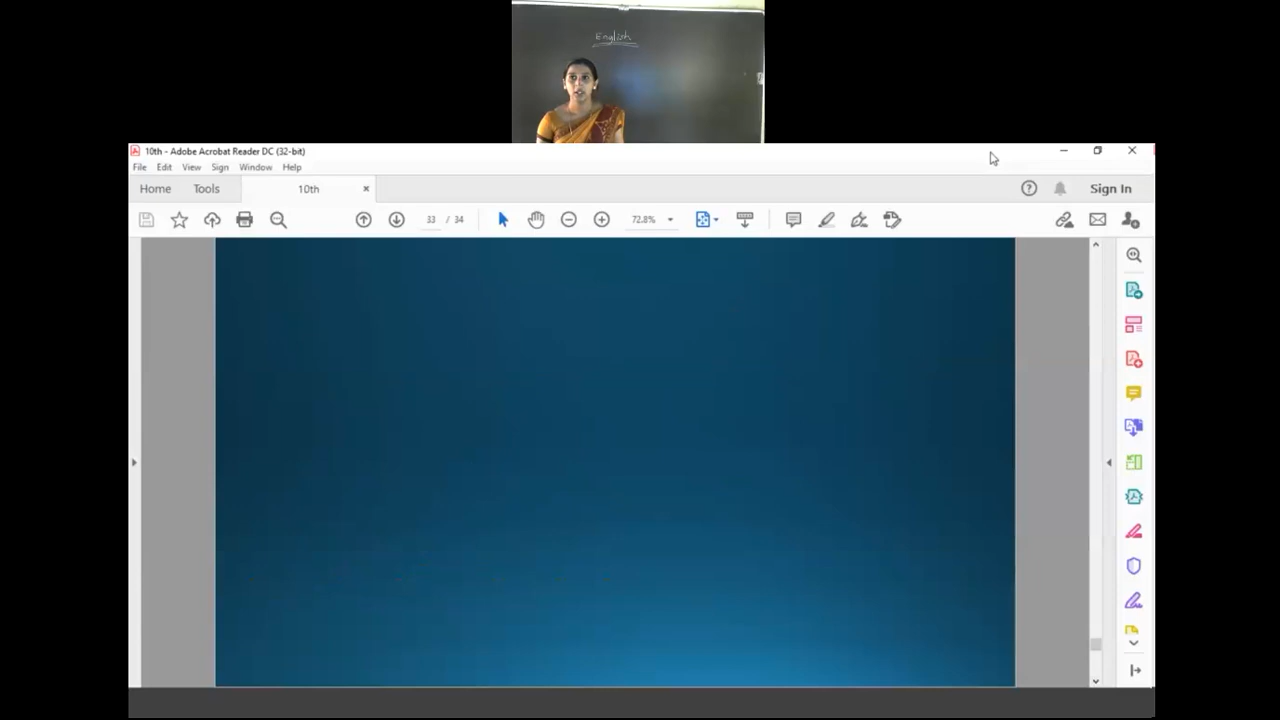 English
10th - Adobe Acrobat Reader DC (32-bit)
File Edit View Sign Window Help
Home Tools 10th Sign In
33 / 34 72.8%